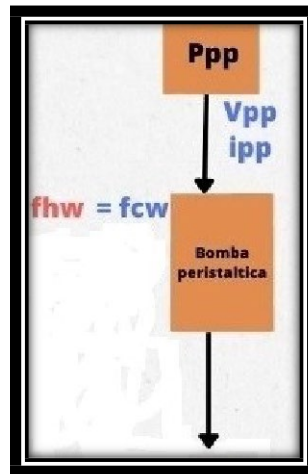 Ppp
Vpp
ipp
fhw = fcw
Bomba
peristaltica